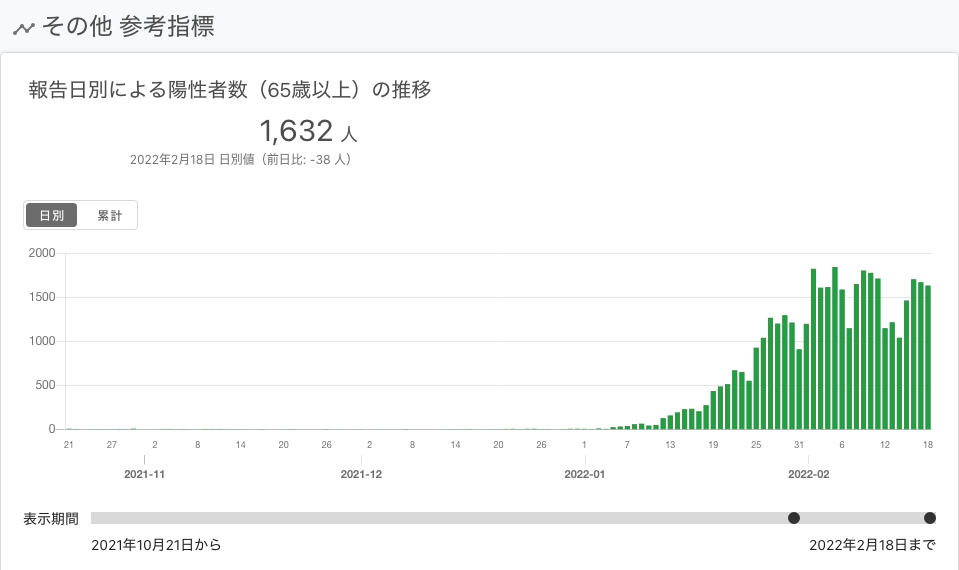 その他 参考指標
報告日別による陽性者数（65歳以上）の推移
1,632 人
2022年2月18日 日別値（前日比: -38 人）
日別 累計
2000
1500
1000
500
0
21 27 2 8 14 20 26 2 8 14 20 26 1 7 13 19 25 31 6 12 18
2021-11 2021-12 2022-01 2022-02
表示期間
2021年10月21日から 2022年2月18日まで